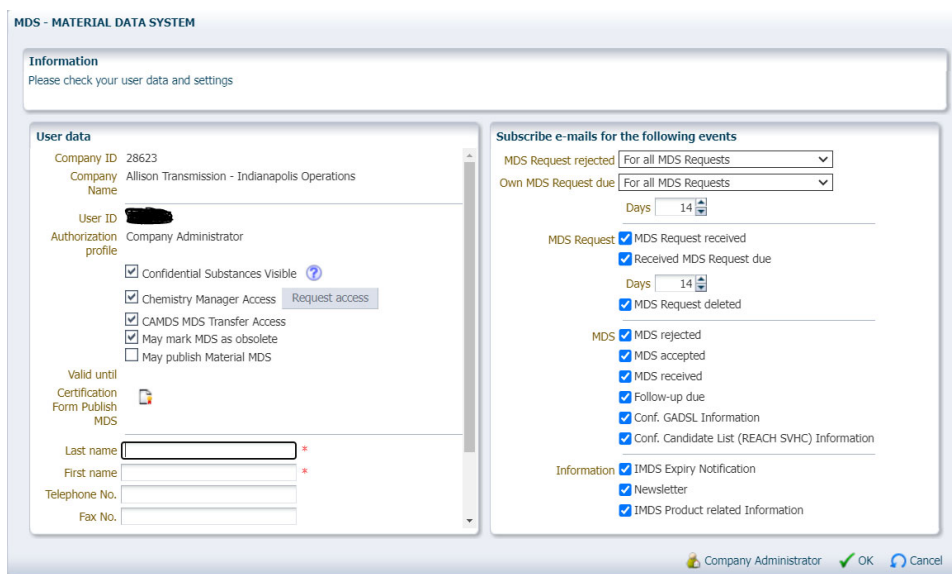 MDS - MATERIAL DATA SYSTEM
Information
Please check your user data and settings
User data
Company ID 28623
Company Name Allison Transmission - Indianapolis Operations
User ID
Authorization profile Company Administrator
Confidential Substances Visible ?
Chemistry Manager Access Request access
CAMDS MDS Transfer Access
May mark MDS as obsolete
May publish Material MDS
Valid until
Certification Form Publish MDS
Last name *
First name *
Telephone No.
Fax No.
Subscribe e-mails for the following events
MDS Request rejected For all MDS Requests
Own MDS Request due For all MDS Requests
Days 14
MDS Request MDS Request received
Received MDS Request due
Days 14
MDS Request deleted
MDS MDS rejected
MDS accepted
MDS received
Follow-up due
Conf. GADSL Information
Conf. Candidate List (REACH SVHC) Information
Information IMDS Expiry Notification
Newsletter
IMDS Product related Information
Company Administrator OK Cancel